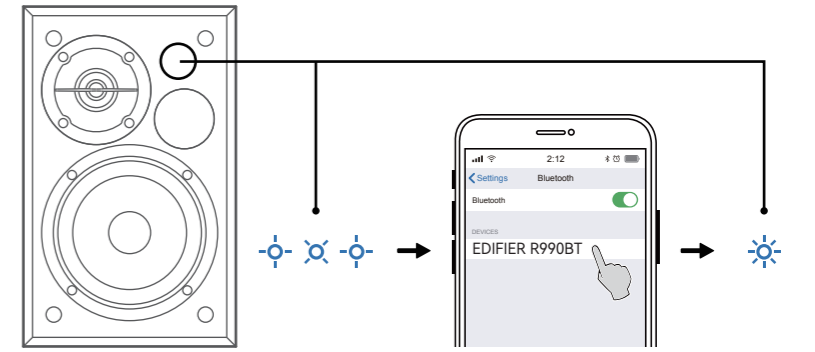 2:12
Settings Bluetooth
Bluetooth
DEVICES
EDIFIER R990BT